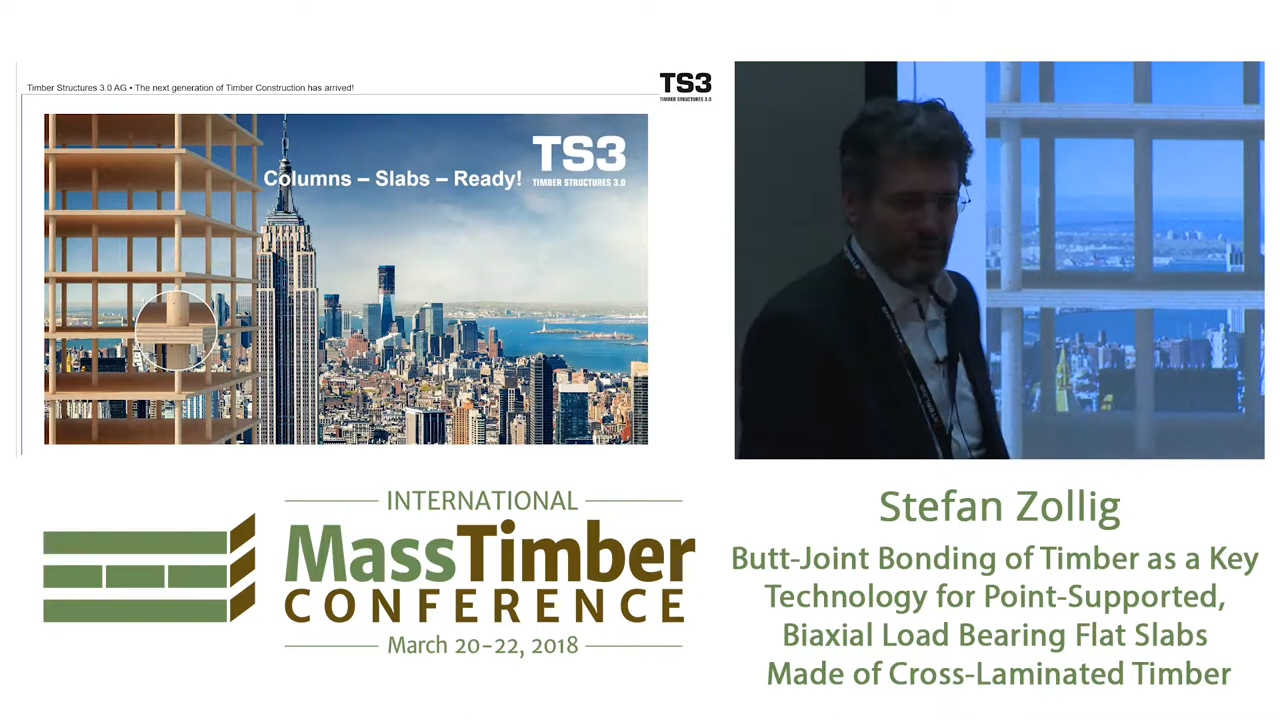 Timber Structures 3.0 AG • The next generation of Timber Construction has arrived!
TS3
TIMBER STRUCTURES 3.0
TS3
Columns – Slabs – Ready!
TIMBER STRUCTURES 3.0
INTERNATIONAL
MassTimber
CONFERENCE
March 20-22, 2018
Stefan Zollig
Butt-Joint Bonding of Timber as a Key
Technology for Point-Supported,
Biaxial Load Bearing Flat Slabs
Made of Cross-Laminated Timber